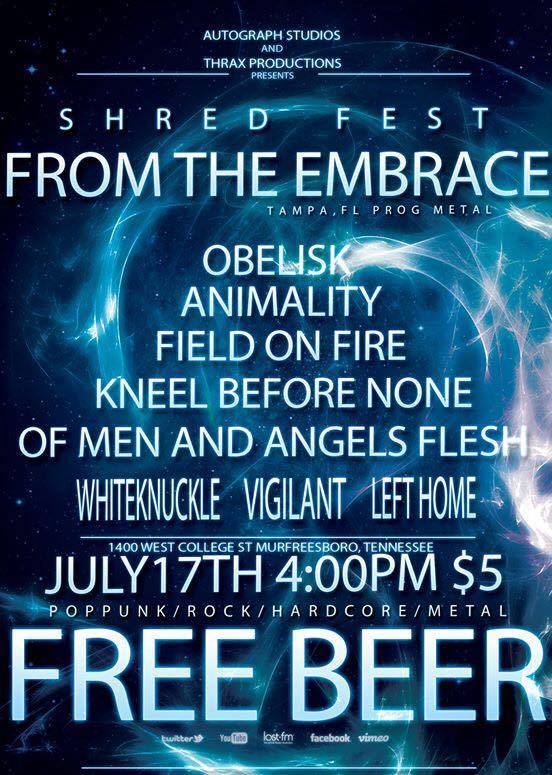 AUTOGRAPH STUDIOS
AND
THRAX PRODUCTIONS
PRESENTS
SHRED FEST
FROM THE EMBRACE
TAMPA,FL PROG METAL
OBELISK
ANIMALITY
FIELD ON FIRE
KNEEL BEFORE NONE
OF MEN AND ANGELS FLESH
WHITEKNUCKLE VIGILANT LEFT HOME
1400 WEST COLLEGE ST MURFREESBORO, TENNESSEE
JULY17TH 4:00PM $5
POPPUNK/ROCK/HARDCORE/METAL
FREE BEER
twitter YouTube last.fm facebook vimeo